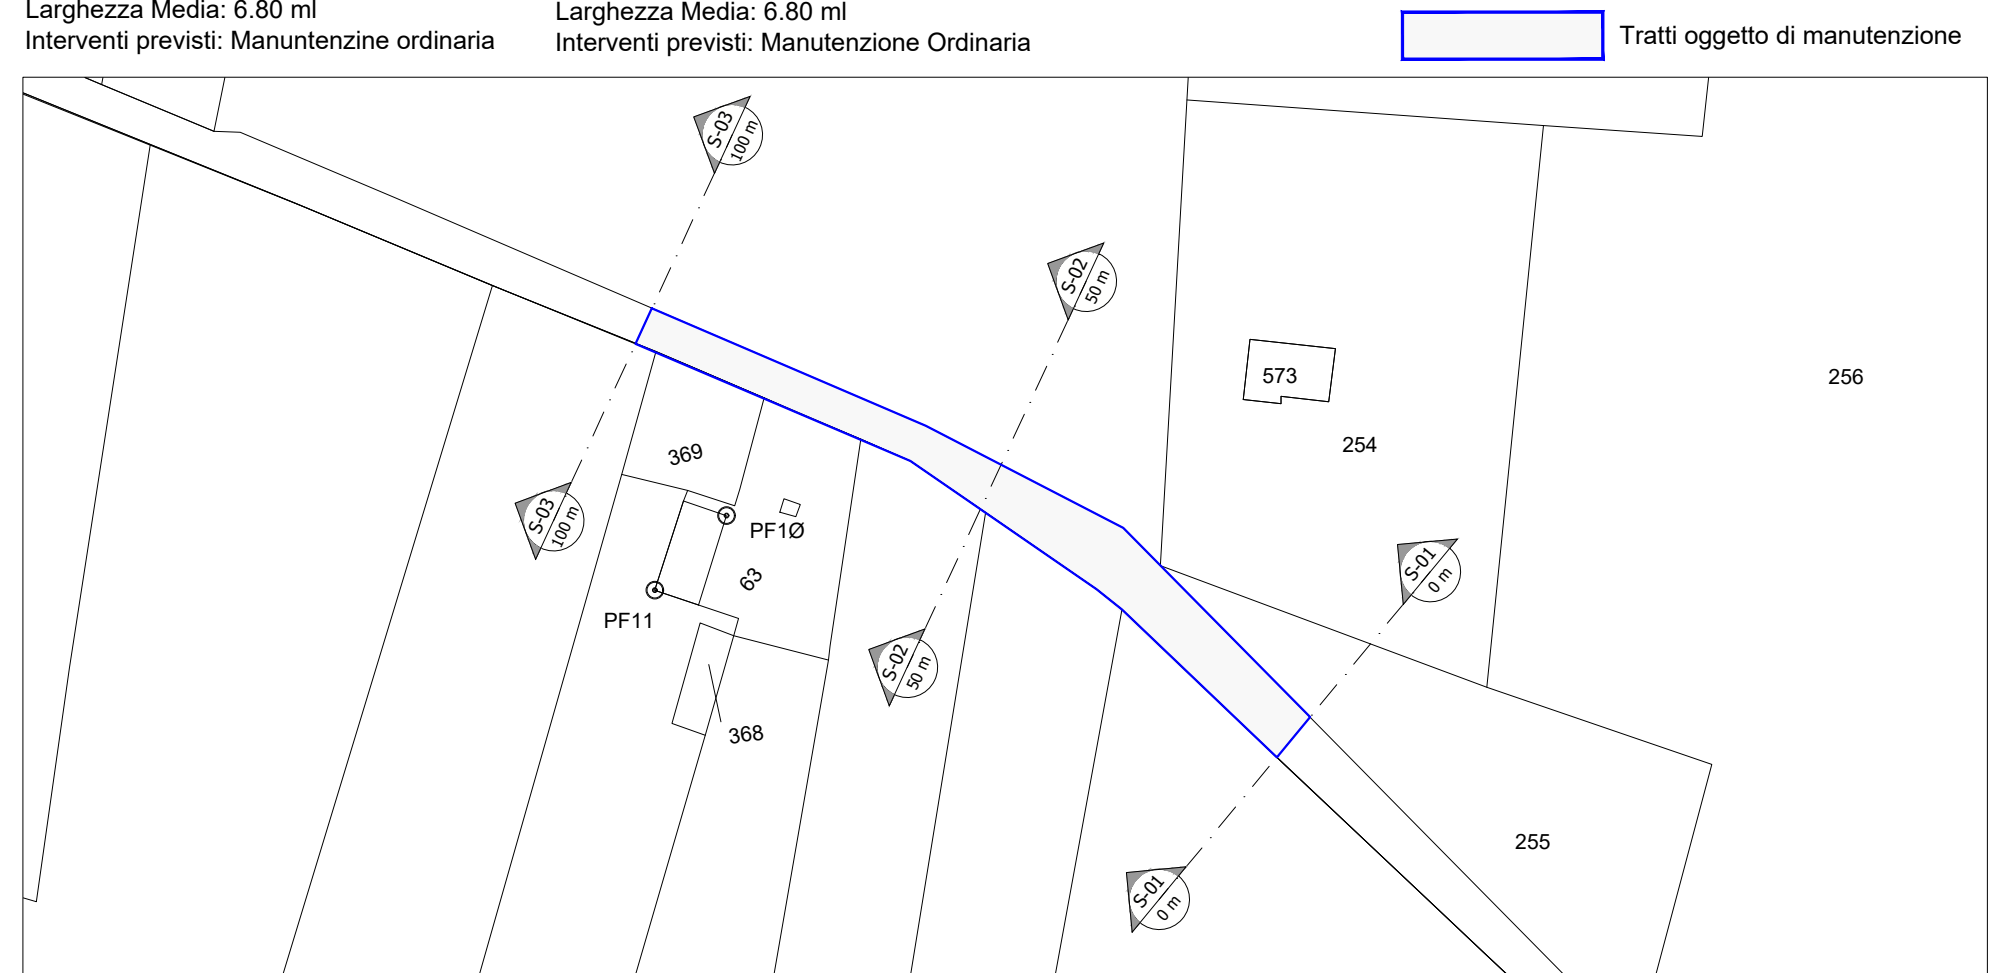 Larghezza Media: 6.80 ml
Interventi previsti: Manuntenzine ordinaria
Larghezza Media: 6.80 ml
Interventi previsti: Manutenzione Ordinaria
Tratti oggetto di manutenzione
S-03
100 m
S-02
50 m
573
256
254
369
S-03
100 m
PF1Ø
63
PF11
S-01
0 m
S-02
50 m
368
255
S-01
0 m